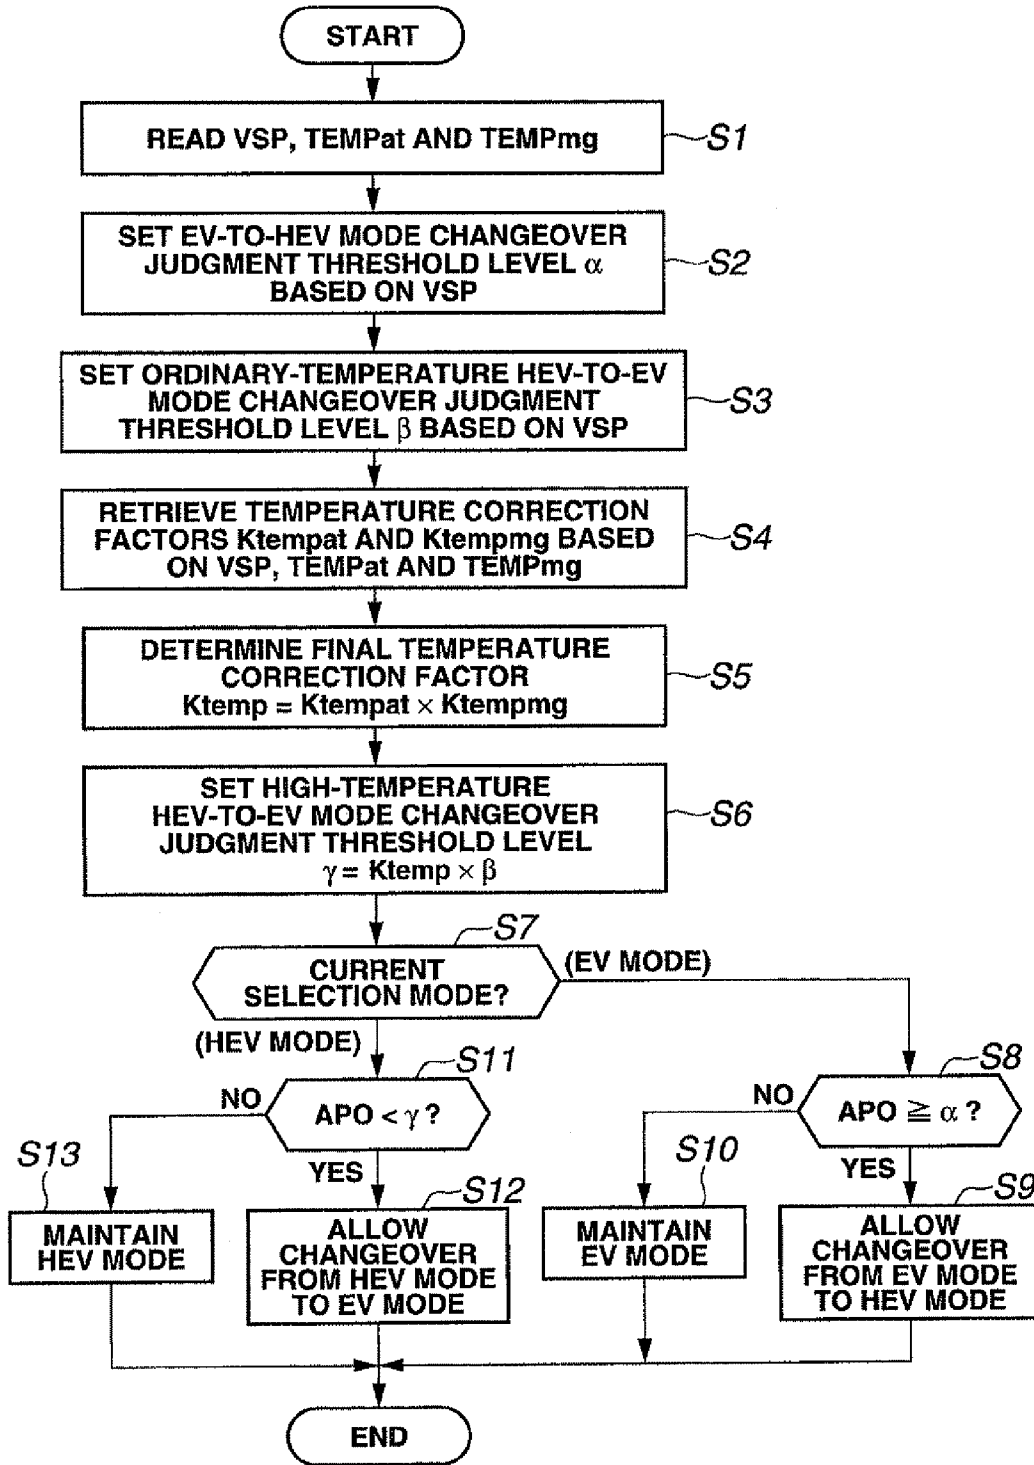 START
READ VSP, TEMPat AND TEMPmg
S1
SET EV-TO-HEV MODE CHANGEOVER
JUDGMENT THRESHOLD LEVEL α
BASED ON VSP
S2
SET ORDINARY-TEMPERATURE HEV-TO-EV
MODE CHANGEOVER JUDGMENT
THRESHOLD LEVEL β BASED ON VSP
S3
RETRIEVE TEMPERATURE CORRECTION
FACTORS Ktempat AND Ktempmg BASED
ON VSP, TEMPat AND TEMPmg
S4
DETERMINE FINAL TEMPERATURE
CORRECTION FACTOR
Ktemp = Ktempat × Ktempmg
S5
SET HIGH-TEMPERATURE
HEV-TO-EV MODE CHANGEOVER
JUDGMENT THRESHOLD LEVEL
γ = Ktemp × β
S6
S7
CURRENT
SELECTION MODE?
(EV MODE)
(HEV MODE)
S11
APO < γ ?
NO
YES
S8
APO ≧ α ?
NO
YES
S13
MAINTAIN
HEV MODE
S12
ALLOW
CHANGEOVER
FROM HEV MODE
TO EV MODE
S10
MAINTAIN
EV MODE
S9
ALLOW
CHANGEOVER
FROM EV MODE
TO HEV MODE
END